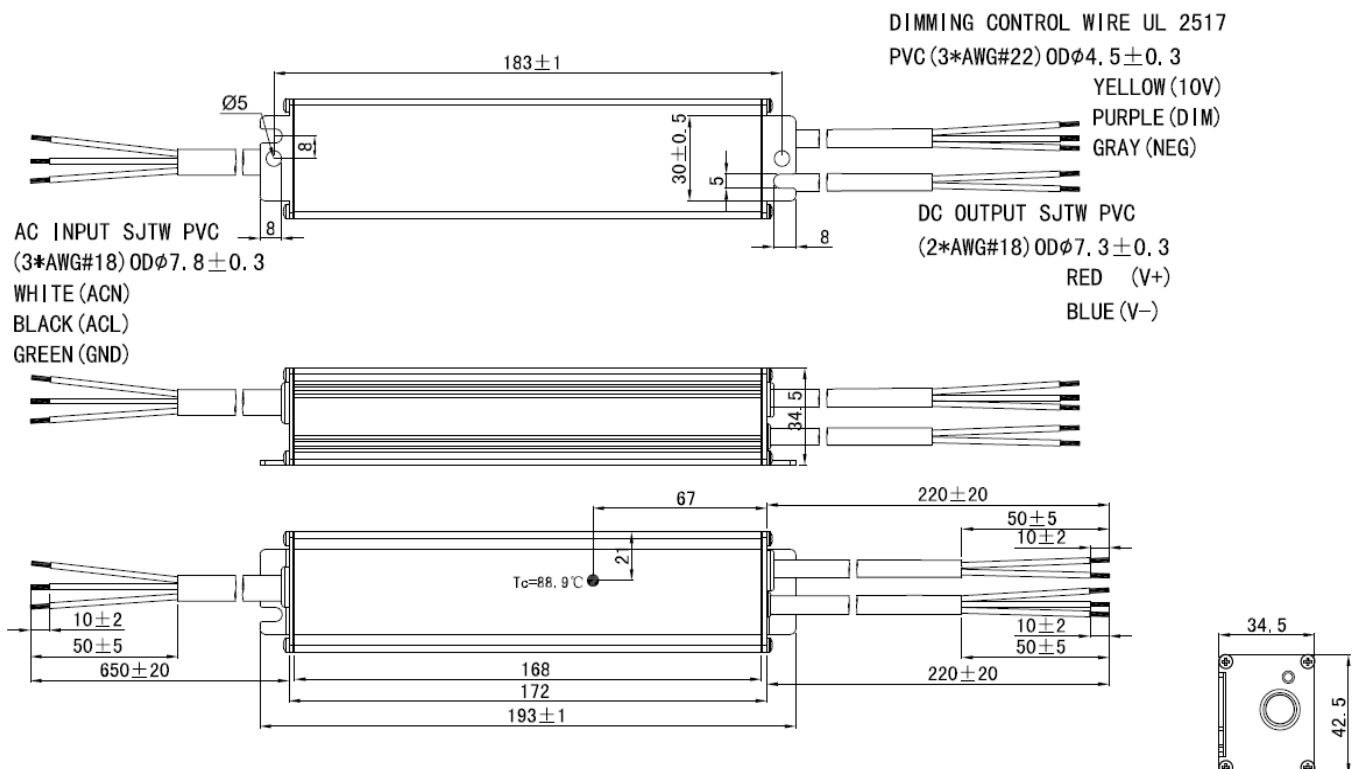 DIMMING CONTROL WIRE UL 2517
PVC(3*AWG#22)ODφ4.5±0.3
YELLOW(10V)
PURPLE(DIM)
GRAY(NEG)
183±1
Ø5
8
30±0.5
5
8
8
AC INPUT SJTW PVC
(3*AWG#18)ODφ7.8±0.3
WHITE(ACN)
BLACK(ACL)
GREEN(GND)
DC OUTPUT SJTW PVC
(2*AWG#18)ODφ7.3±0.3
RED (V+)
BLUE(V-)
34.5
67
220±20
50±5
10±2
21
Tc=88.9℃
10±2
50±5
650±20
10±2
50±5
220±20
168
172
193±1
34.5
42.5